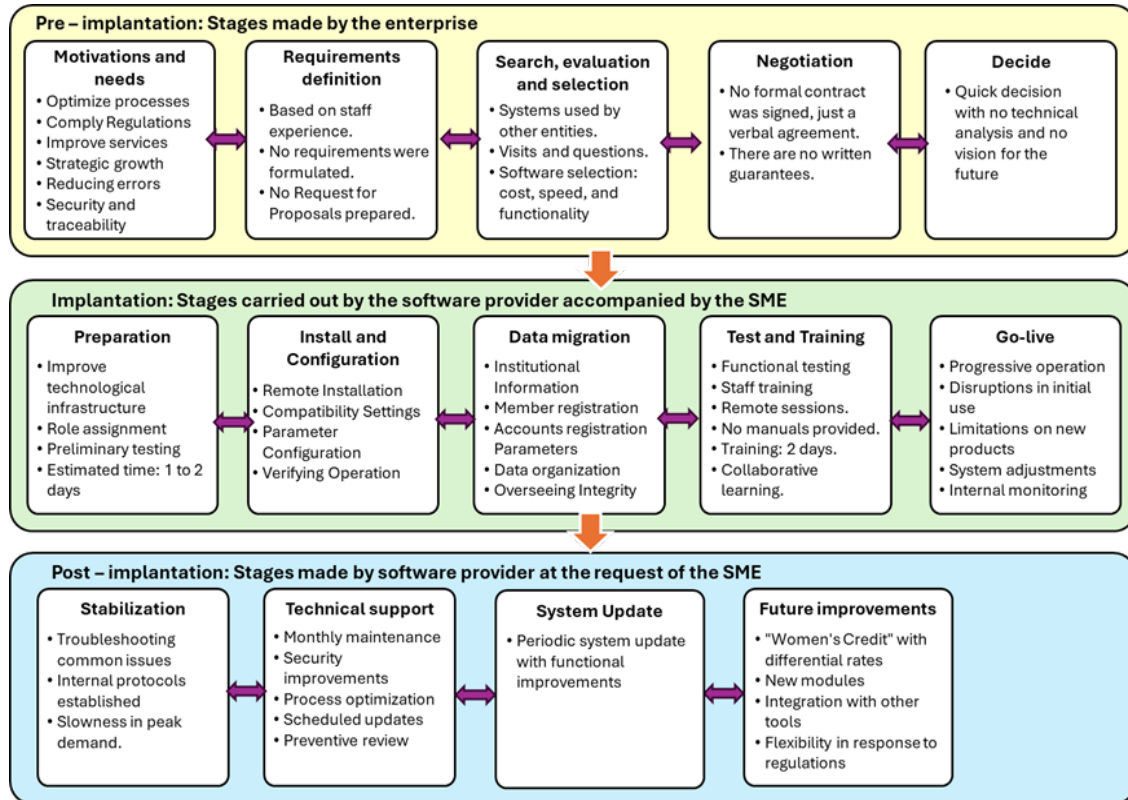 Pre – implantation: Stages made by the enterprise
Motivations and
needs
• Optimize processes
• Comply Regulations
• Improve services
• Strategic growth
• Reducing errors
• Security and
traceability
Requirements
definition
• Based on staff
experience.
• No requirements were
formulated.
• No Request for
Proposals prepared.
Search, evaluation
and selection
• Systems used by
other entities.
• Visits and questions.
• Software selection:
cost, speed, and
functionality
Negotiation
• No formal contract
was signed, just a
verbal agreement.
• There are no written
guarantees.
Decide
• Quick decision
with no technical
analysis and no
vision for the
future
Implantation: Stages carried out by the software provider accompanied by the SME
Preparation
• Improve
technological
infrastructure
• Role assignment
• Preliminary testing
• Estimated time: 1 to 2
days
Install and
Configuration
• Remote Installation
• Compatibility Settings
• Parameter
Configuration
• Verifying Operation
Data migration
• Institutional
Information
• Member registration
• Accounts registration
Parameters
• Data organization
• Overseeing Integrity
Test and Training
• Functional testing
• Staff training
• Remote sessions.
• No manuals provided.
• Training: 2 days.
• Collaborative
learning.
Go-live
• Progressive operation
• Disruptions in initial
use
• Limitations on new
products
• System adjustments
• Internal monitoring
Post – implantation: Stages made by software provider at the request of the SME
Stabilization
• Troubleshooting
common issues
• Internal protocols
established
• Slowness in peak
demand.
Technical support
• Monthly maintenance
• Security
improvements
• Process optimization
• Scheduled updates
• Preventive review
System Update
• Periodic system update
with functional
improvements
Future improvements
• "Women's Credit" with
differential rates
• New modules
• Integration with other
tools
• Flexibility in response to
regulations